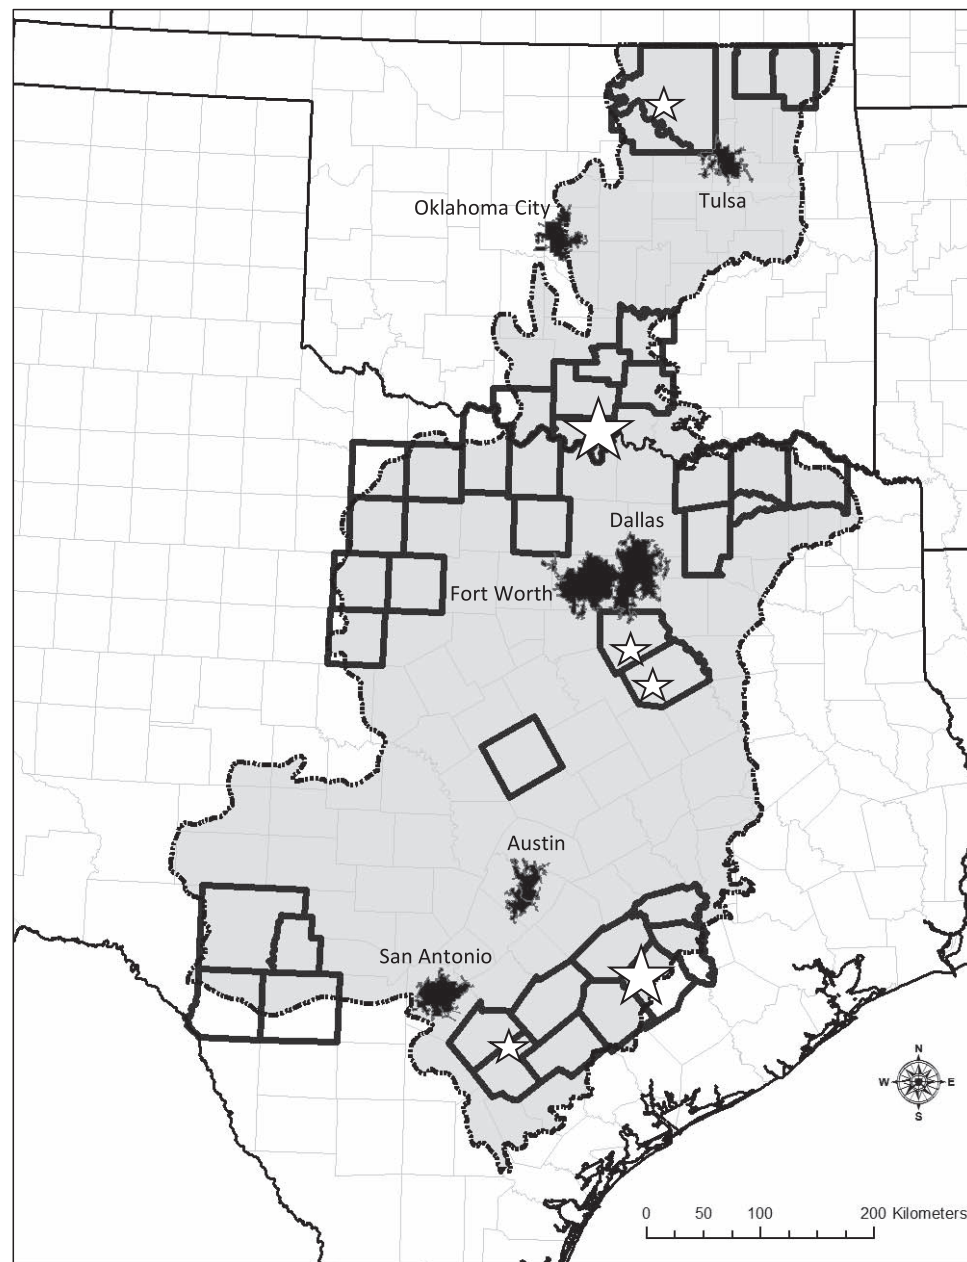 Tulsa
Oklahoma City
Dallas
Fort Worth
Austin
San Antonio
N
W E
S
0 50 100 200 Kilometers